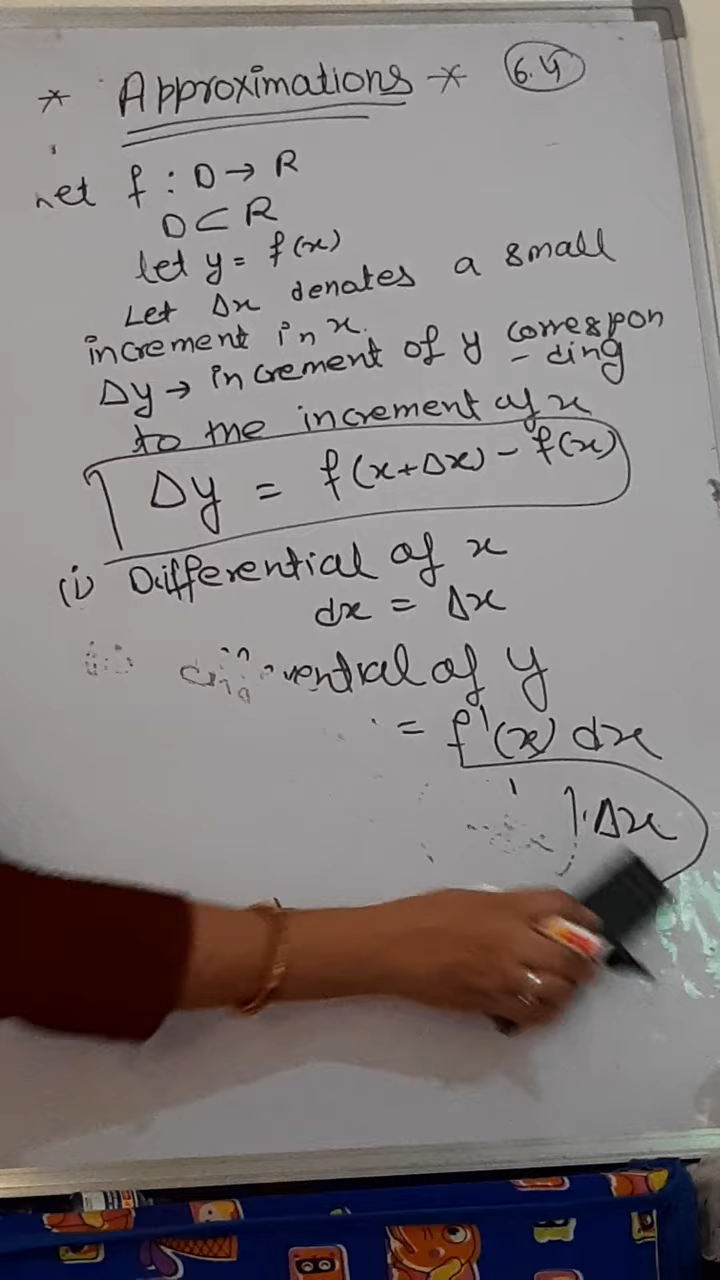 * Approximations * 6.4
Let f : D → R
D ⊂ R
let y = f(x)
Let Δx denates a small
increment in x.
Δy → increment of y correspon
- ding
to the increment of x
Δy = f(x+Δx) - f(x)
(i) Differential of x
dx = Δx
of y
= f'(x) dx
). Δx